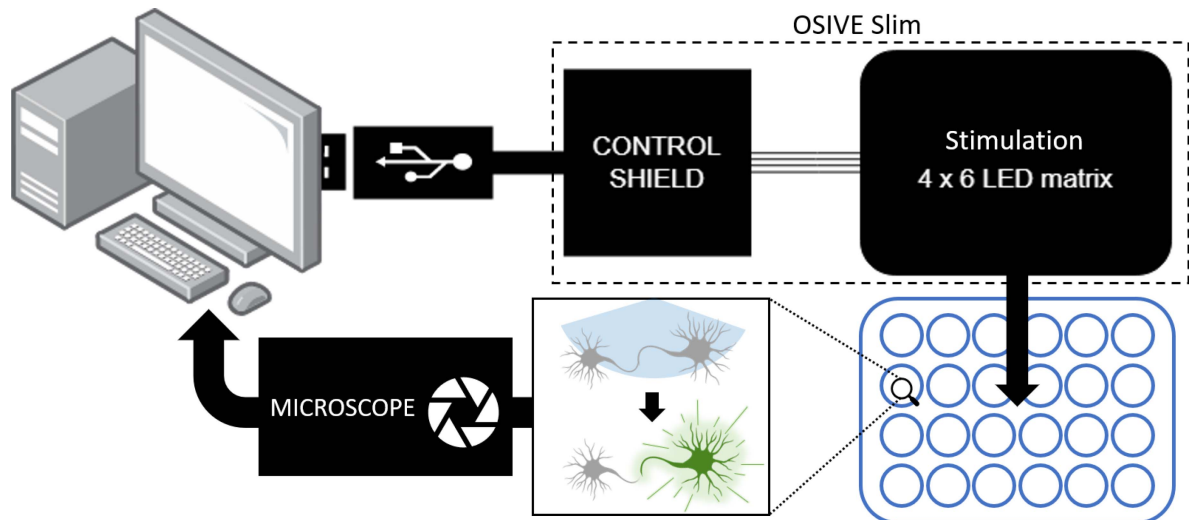 OSIVE Slim
CONTROL
SHIELD
Stimulation
4 x 6 LED matrix
MICROSCOPE